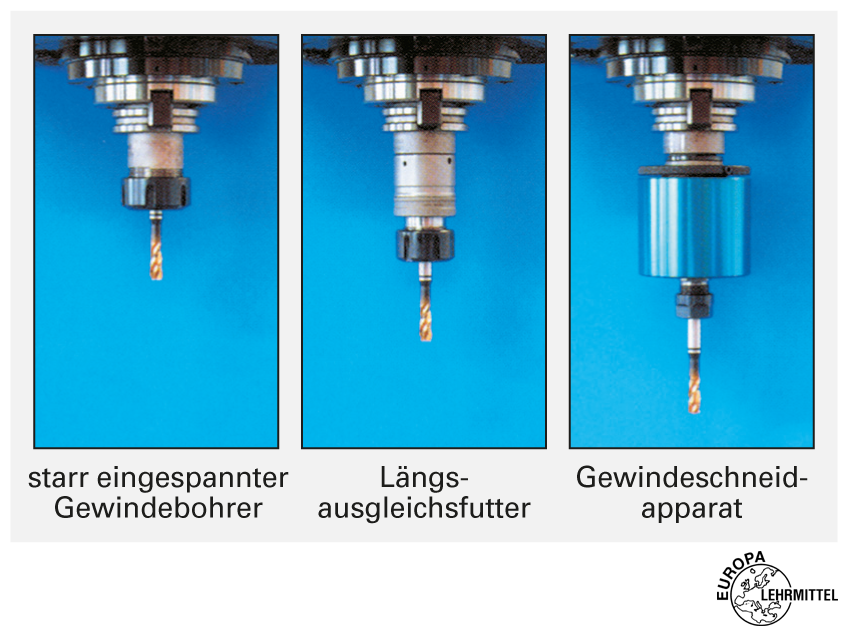 starr eingespannter
Gewindebohrer
Längs-
ausgleichsfutter
Gewindeschneid-
apparat
EUROPA
LEHRMITTEL